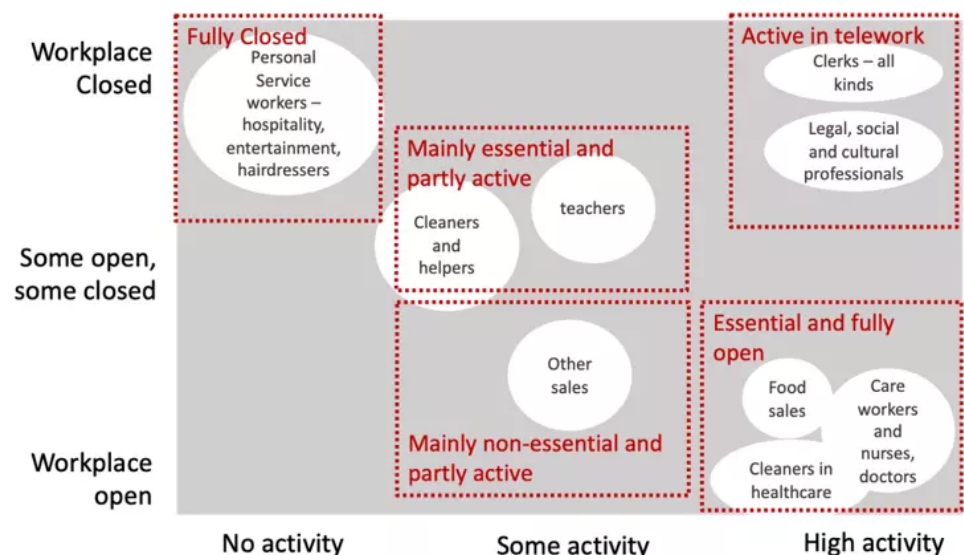 Workplace
Closed
Fully Closed
Personal
Service
workers –
hospitality,
entertainment,
hairdressers
Active in telework
Clerks – all
kinds
Legal, social
and cultural
professionals
Mainly essential and
partly active
Cleaners
and
helpers
teachers
Some open,
some closed
Other
sales
Mainly non-essential and
partly active
Essential and fully
open
Food
sales
Care
workers
and
nurses,
doctors
Cleaners in
healthcare
Workplace
open
No activity
Some activity
High activity